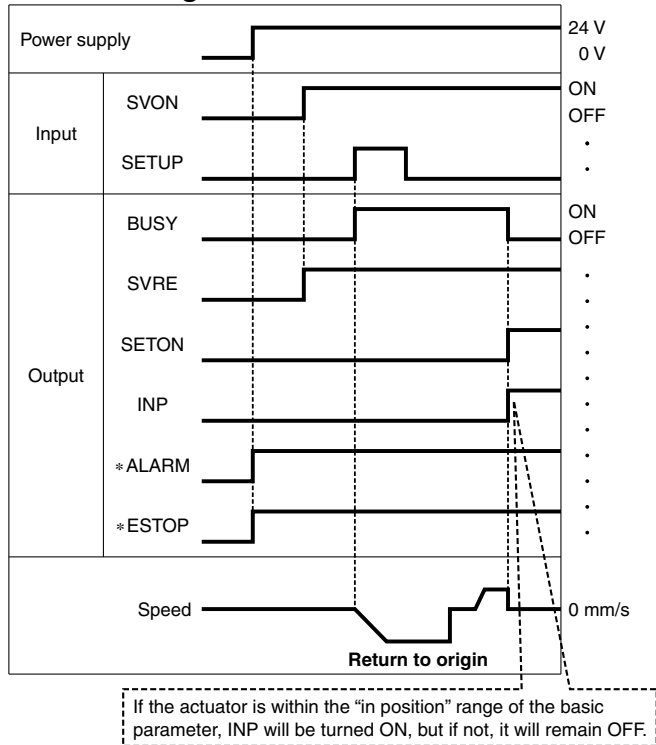 Power supply
24 V
0 V
Input
SVON
ON
OFF
SETUP
Output
BUSY
ON
OFF
SVRE
SETON
INP
*ALARM
*ESTOP
Speed
0 mm/s
Return to origin
If the actuator is within the “in position” range of the basic
parameter, INP will be turned ON, but if not, it will remain OFF.